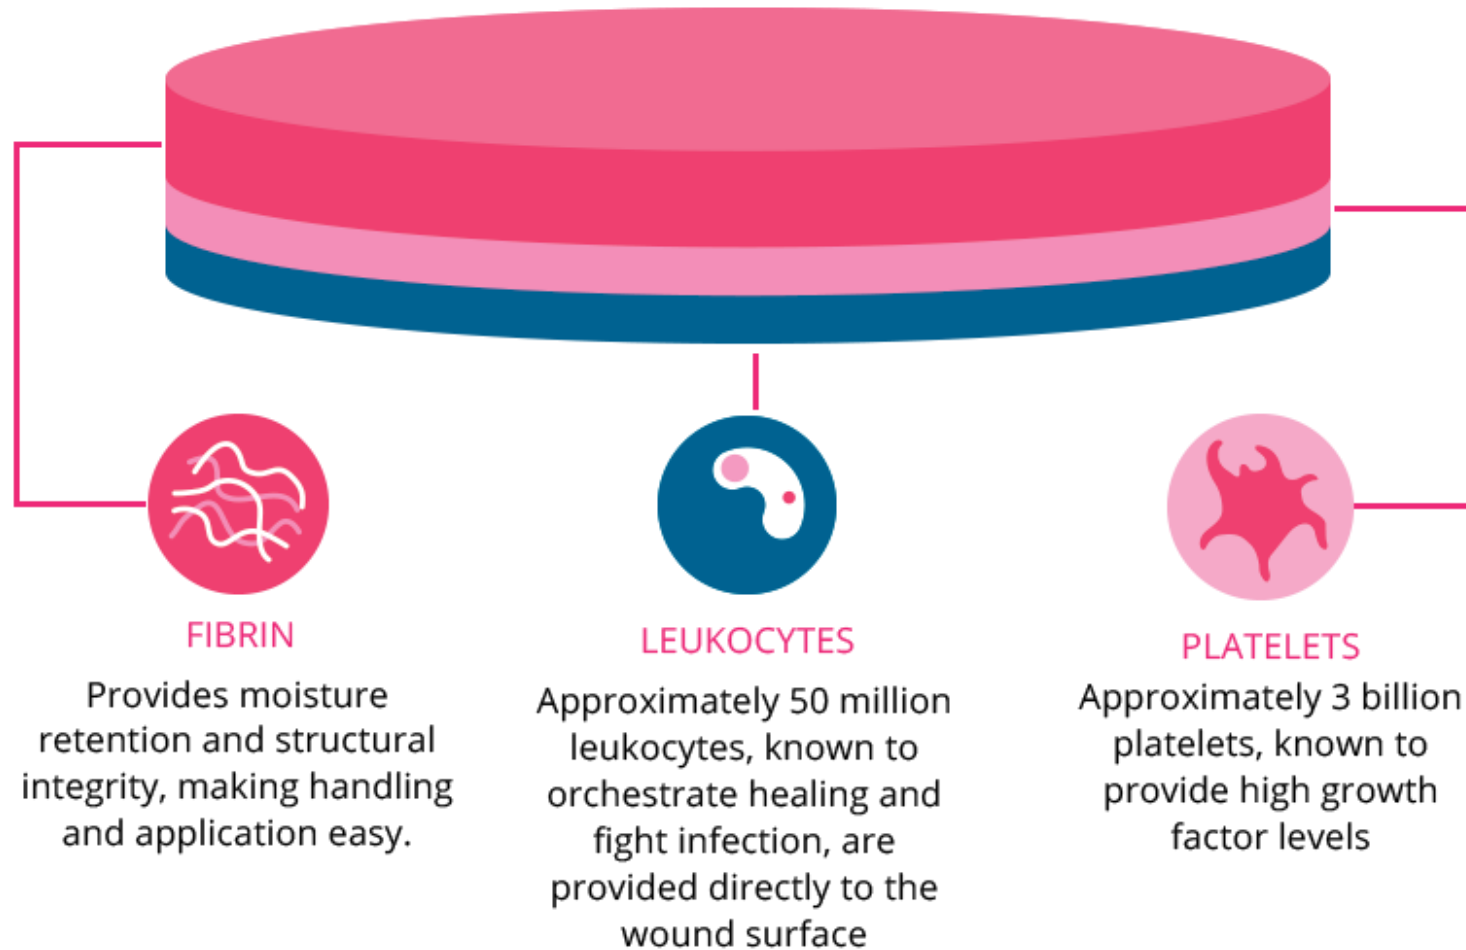 FIBRIN
Provides moisture
retention and structural
integrity, making handling
and application easy.
LEUKOCYTES
Approximately 50 million
leukocytes, known to
orchestrate healing and
fight infection, are
provided directly to the
wound surface
PLATELETS
Approximately 3 billion
platelets, known to
provide high growth
factor levels